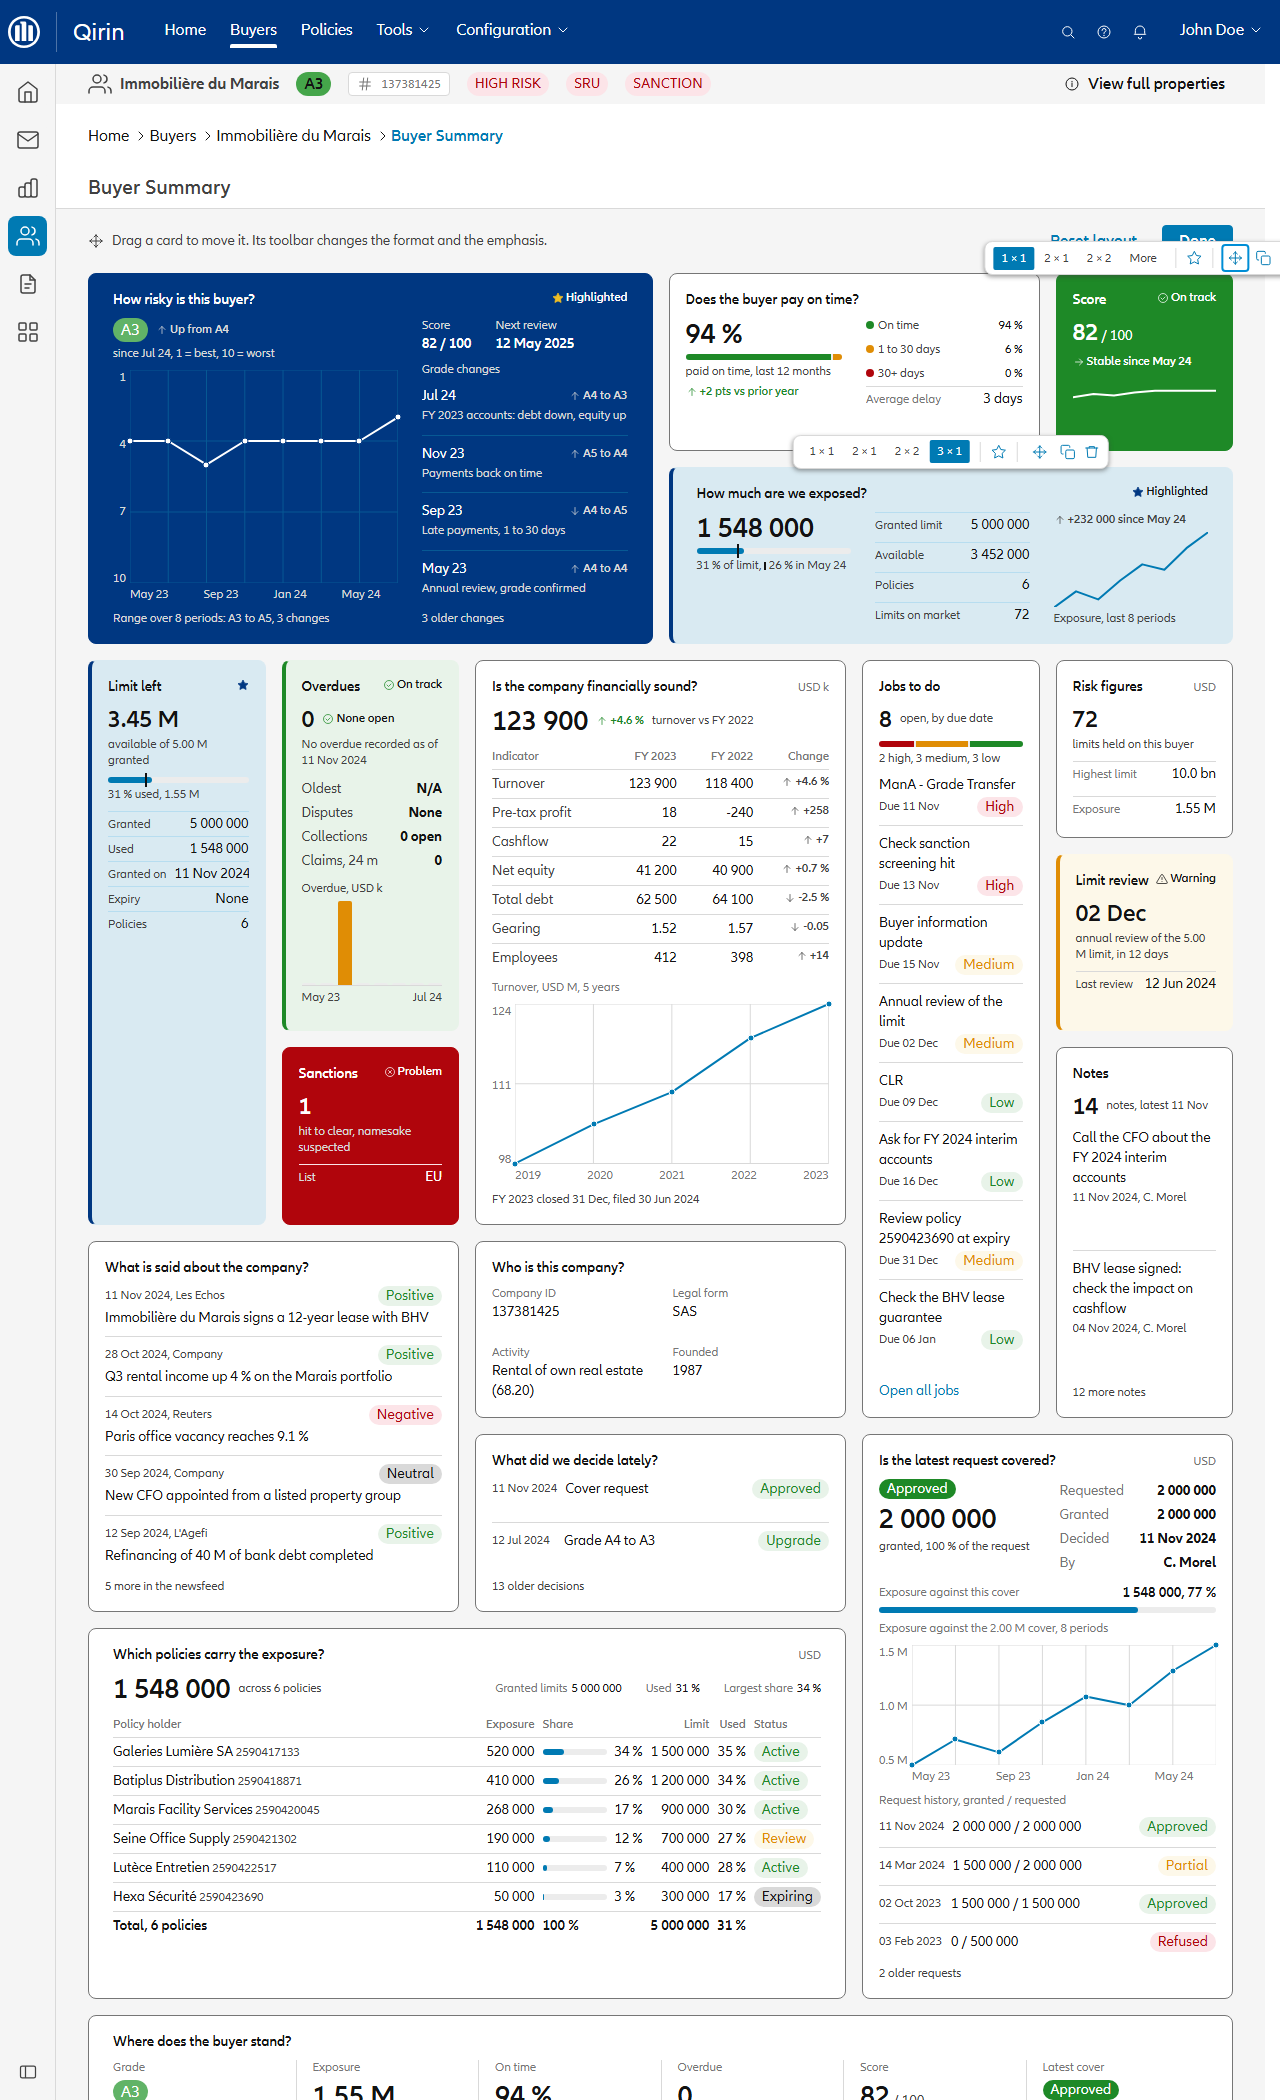 Qirin
Home
Buyers
Policies
Tools
Configuration
John Doe
Immobilière du Marais
A3
# 137381425
HIGH RISK
SRU
SANCTION
View full properties
Home > Buyers > Immobilière du Marais > Buyer Summary
Buyer Summary
Drag a card to move it. Its toolbar changes the format and the emphasis.
Reset layout
Done
1 × 1 2 × 1 2 × 2 More
How risky is this buyer?
Highlighted
A3 ↑ Up from A4
since Jul 24, 1 = best, 10 = worst
1
4
7
10
May 23 Sep 23 Jan 24 May 24
Range over 8 periods: A3 to A5, 3 changes
Score
82 / 100
Next review
12 May 2025
Grade changes
Jul 24 ↑ A4 to A3
FY 2023 accounts: debt down, equity up
Nov 23 ↑ A5 to A4
Payments back on time
Sep 23 ↓ A4 to A5
Late payments, 1 to 30 days
May 23 ↑ A4 to A4
Annual review, grade confirmed
3 older changes
Does the buyer pay on time?
94 %
paid on time, last 12 months
↑ +2 pts vs prior year
On time 94 %
1 to 30 days 6 %
30+ days 0 %
Average delay 3 days
Score
On track
82 / 100
→ Stable since May 24
1 × 1 2 × 1 2 × 2 3 × 1
How much are we exposed?
Highlighted
1 548 000
31 % of limit, 26 % in May 24
Granted limit 5 000 000
Available 3 452 000
Policies 6
Limits on market 72
↑ +232 000 since May 24
Exposure, last 8 periods
Limit left
3.45 M
available of 5.00 M
granted
31 % used, 1.55 M
Granted 5 000 000
Used 1 548 000
Granted on 11 Nov 2024
Expiry None
Policies 6
Overdues
On track
0 None open
No overdue recorded as of
11 Nov 2024
Oldest N/A
Disputes None
Collections 0 open
Claims, 24 m 0
Overdue, USD k
May 23 Jul 24
Sanctions
Problem
1
hit to clear, namesake
suspected
List EU
Is the company financially sound?
USD k
123 900 ↑ +4.6 % turnover vs FY 2022
Indicator FY 2023 FY 2022 Change
Turnover 123 900 118 400 ↑ +4.6 %
Pre-tax profit 18 -240 ↑ +258
Cashflow 22 15 ↑ +7
Net equity 41 200 40 900 ↑ +0.7 %
Total debt 62 500 64 100 ↓ -2.5 %
Gearing 1.52 1.57 ↓ -0.05
Employees 412 398 ↑ +14
Turnover, USD M, 5 years
124
111
98
2019 2020 2021 2022 2023
FY 2023 closed 31 Dec, filed 30 Jun 2024
Jobs to do
8 open, by due date
2 high, 3 medium, 3 low
ManA - Grade Transfer
Due 11 Nov High
Check sanction
screening hit
Due 13 Nov High
Buyer information
update
Due 15 Nov Medium
Annual review of the
limit
Due 02 Dec Medium
CLR
Due 09 Dec Low
Ask for FY 2024 interim
accounts
Due 16 Dec Low
Review policy
2590423690 at expiry
Due 31 Dec Medium
Check the BHV lease
guarantee
Due 06 Jan Low
Open all jobs
Risk figures
USD
72
limits held on this buyer
Highest limit 10.0 bn
Exposure 1.55 M
Limit review
Warning
02 Dec
annual review of the 5.00
M limit, in 12 days
Last review 12 Jun 2024
Notes
14 notes, latest 11 Nov
Call the CFO about the
FY 2024 interim
accounts
11 Nov 2024, C. Morel
BHV lease signed:
check the impact on
cashflow
04 Nov 2024, C. Morel
12 more notes
What is said about the company?
11 Nov 2024, Les Echos Positive
Immobilière du Marais signs a 12-year lease with BHV
28 Oct 2024, Company Positive
Q3 rental income up 4 % on the Marais portfolio
14 Oct 2024, Reuters Negative
Paris office vacancy reaches 9.1 %
30 Sep 2024, Company Neutral
New CFO appointed from a listed property group
12 Sep 2024, L'Agefi Positive
Refinancing of 40 M of bank debt completed
5 more in the newsfeed
Who is this company?
Company ID
137381425
Legal form
SAS
Activity
Rental of own real estate
(68.20)
Founded
1987
What did we decide lately?
11 Nov 2024 Cover request Approved
12 Jul 2024 Grade A4 to A3 Upgrade
13 older decisions
Is the latest request covered?
USD
Approved
2 000 000
granted, 100 % of the request
Requested 2 000 000
Granted 2 000 000
Decided 11 Nov 2024
By C. Morel
Exposure against this cover 1 548 000, 77 %
Exposure against the 2.00 M cover, 8 periods
1.5 M
1.0 M
0.5 M
May 23 Sep 23 Jan 24 May 24
Request history, granted / requested
11 Nov 2024 2 000 000 / 2 000 000 Approved
14 Mar 2024 1 500 000 / 2 000 000 Partial
02 Oct 2023 1 500 000 / 1 500 000 Approved
03 Feb 2023 0 / 500 000 Refused
2 older requests
Which policies carry the exposure?
USD
1 548 000 across 6 policies
Granted limits 5 000 000 Used 31 % Largest share 34 %
Policy holder Exposure Share Limit Used Status
Galeries Lumière SA 2590417133 520 000 34 % 1 500 000 35 % Active
Batiplus Distribution 2590418871 410 000 26 % 1 200 000 34 % Active
Marais Facility Services 2590420045 268 000 17 % 900 000 30 % Active
Seine Office Supply 2590421302 190 000 12 % 700 000 27 % Review
Lutèce Entretien 2590422517 110 000 7 % 400 000 28 % Active
Hexa Sécurité 2590423690 50 000 3 % 300 000 17 % Expiring
Total, 6 policies 1 548 000 100 % 5 000 000 31 %
Where does the buyer stand?
Grade
A3
Exposure
1.55 M
On time
94 %
Overdue
0
Score
82 / 100
Latest cover
Approved